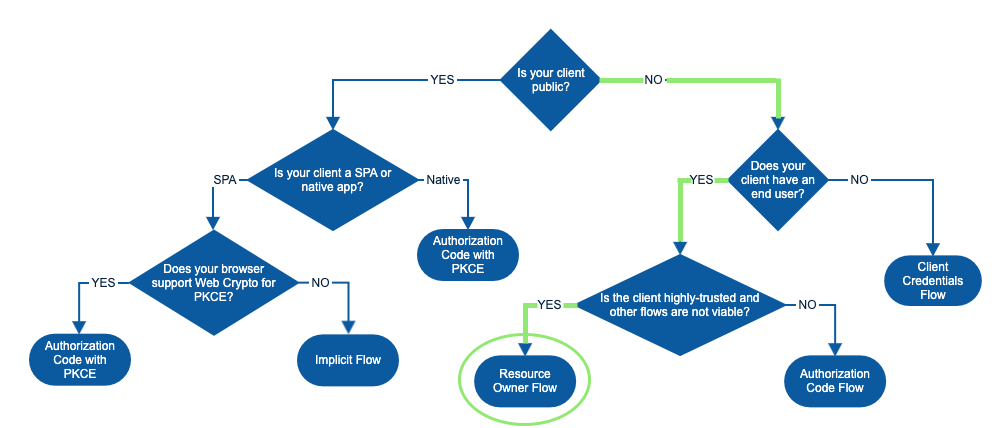 Is your client
public?
YES
NO
Is your client a SPA or
native app?
Does your
client have an
end user?
SPA
Native
YES
NO
Authorization
Code with
PKCE
Does your browser
support Web Crypto for
PKCE?
Client
Credentials
Flow
YES
NO
Is the client highly-trusted and
other flows are not viable?
YES
NO
Authorization
Code with
PKCE
Implicit Flow
Resource
Owner Flow
Authorization
Code Flow